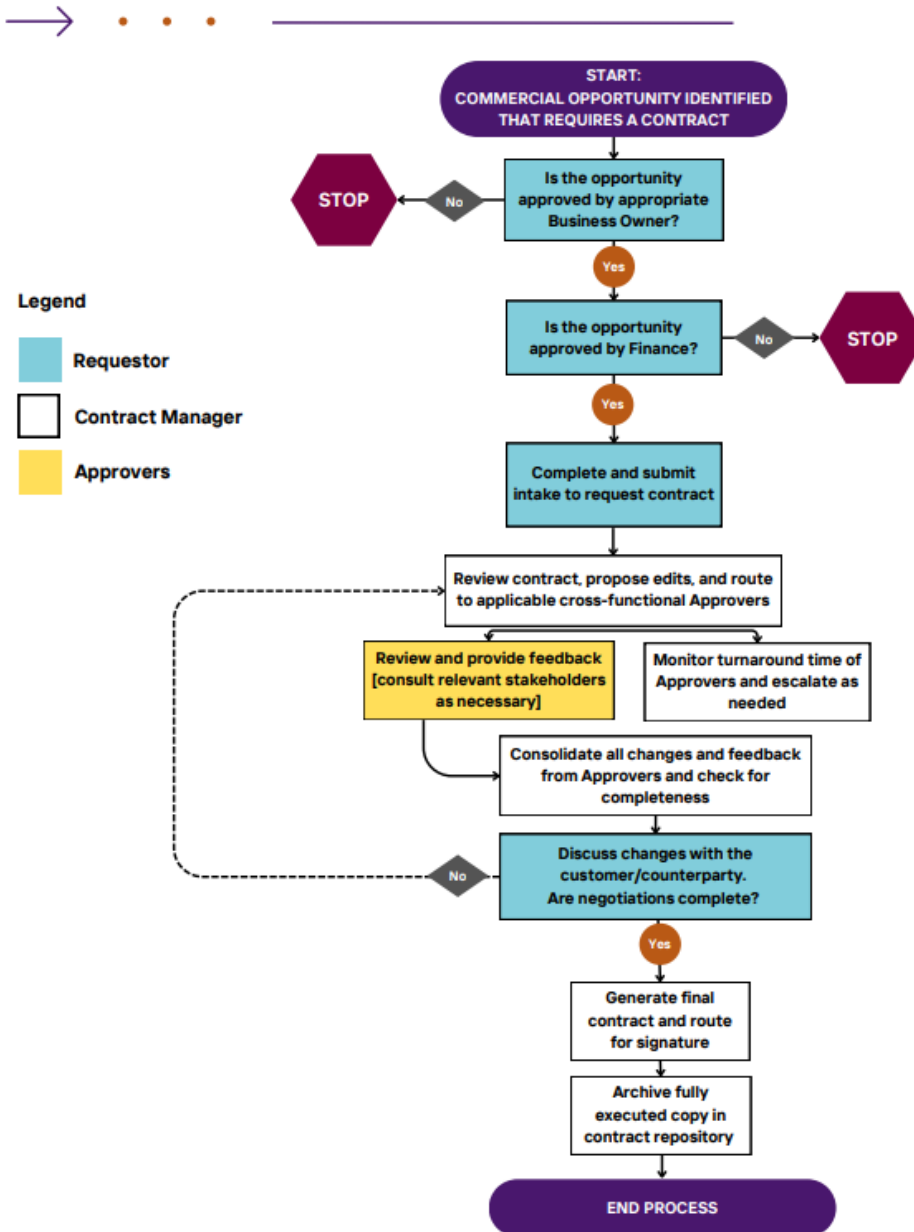 START:
COMMERCIAL OPPORTUNITY IDENTIFIED
THAT REQUIRES A CONTRACT
Is the opportunity
approved by appropriate
Business Owner?
No
STOP
Yes
Legend
Requestor
Contract Manager
Approvers
Is the opportunity
approved by Finance?
No
STOP
Yes
Complete and submit
intake to request contract
Review contract, propose edits, and route
to applicable cross-functional Approvers
Review and provide feedback
[consult relevant stakeholders
as necessary]
Monitor turnaround time of
Approvers and escalate as
needed
Consolidate all changes and feedback
from Approvers and check for
completeness
Discuss changes with the
customer/counterparty.
Are negotiations complete?
No
Yes
Generate final
contract and route
for signature
Archive fully
executed copy in
contract repository
END PROCESS